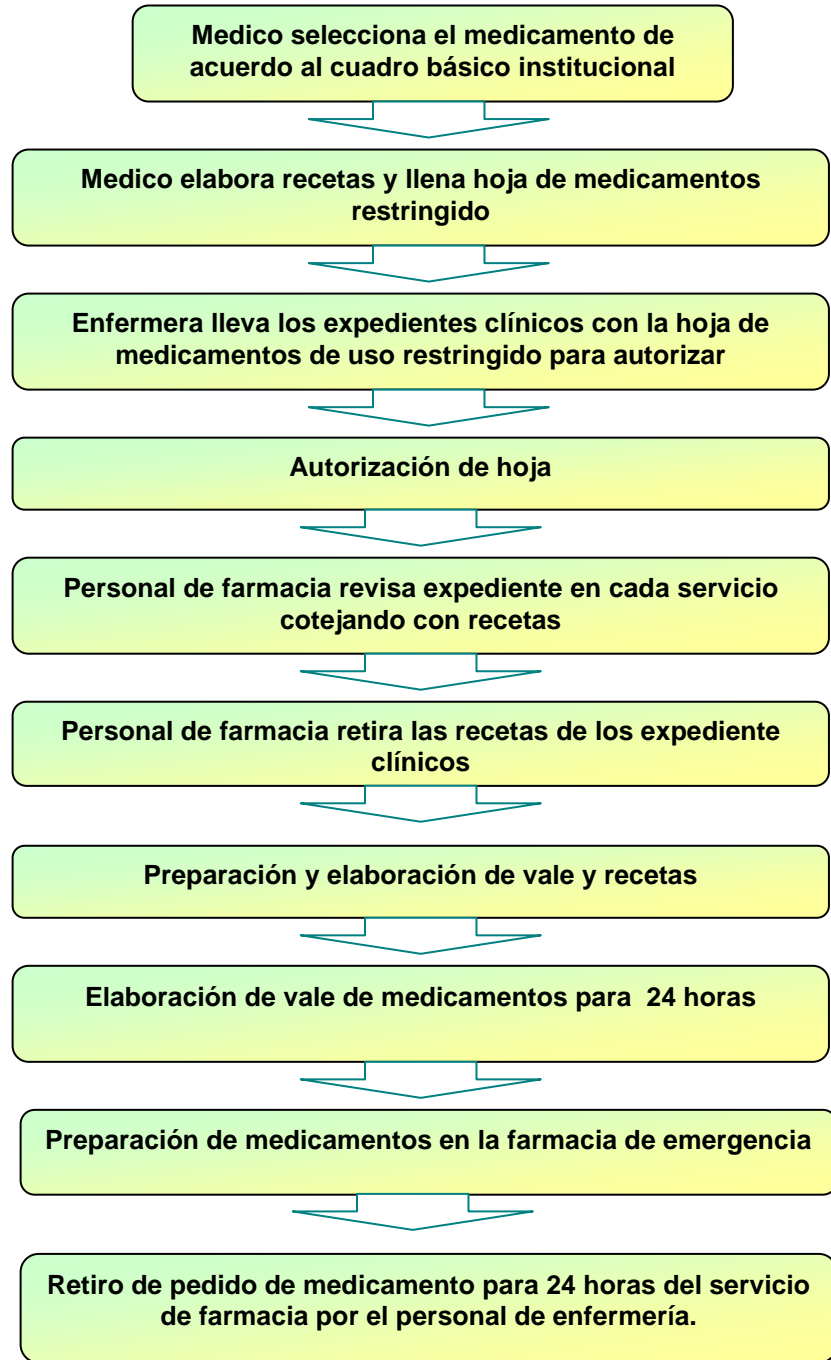 Medico selecciona el medicamento de
acuerdo al cuadro básico institucional
Medico elabora recetas y llena hoja de medicamentos
restringido
Enfermera lleva los expedientes clínicos con la hoja de
medicamentos de uso restringido para autorizar
Autorización de hoja
Personal de farmacia revisa expediente en cada servicio
cotejando con recetas
Personal de farmacia retira las recetas de los expediente
clínicos
Preparación y elaboración de vale y recetas
Elaboración de vale de medicamentos para  24 horas
Preparación de medicamentos en la farmacia de emergencia
Retiro de pedido de medicamento para 24 horas del servicio
de farmacia por el personal de enfermería.